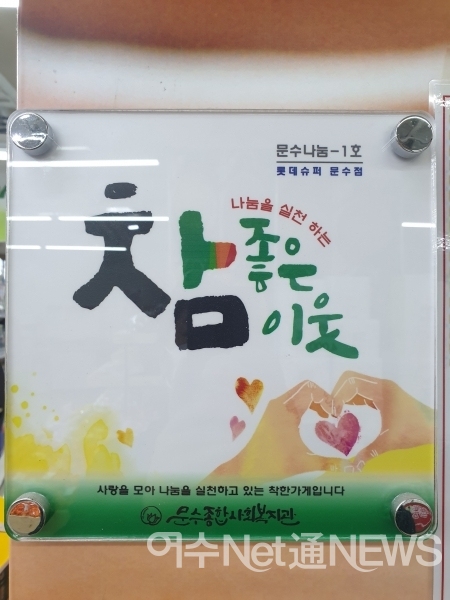 문수나눔-1호
롯데슈퍼 문수점
나눔을 실천 하는
참
좋은
이웃
사랑을 모아 나눔을 실천하고 있는 착한가게입니다
문수종합사회복지관
여수Net通NEWS